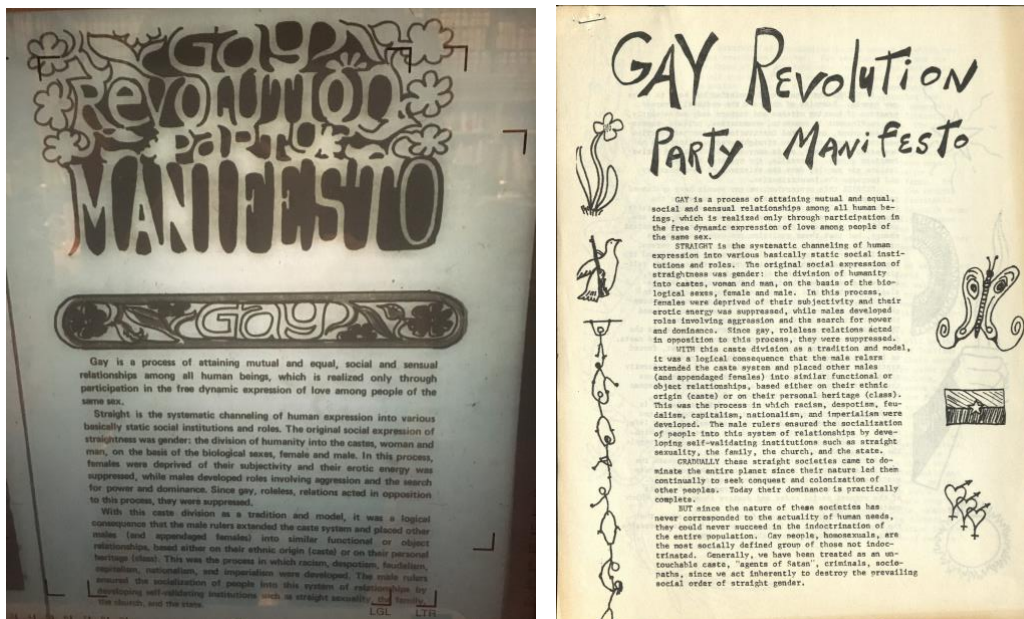 Gay
Revolution
Party
MANIFESTO
Gay
Gay is a process of attaining mutual and equal, social and sensual
relationships among all human beings, which is realized only through
participation in the free dynamic expression of love among people of the
same sex.
Straight is the systematic channeling of human expression into various
basically static social institutions and roles. The original social expression of
straightness was gender: the division of humanity into the castes, woman and
man, on the basis of the biological sexes, female and male. In this process,
females were deprived of their subjectivity and their erotic energy was
suppressed, while males developed roles involving aggression and the search
for power and dominance. Since gay, roleless, relations acted in opposition
to this process, they were suppressed.
With this caste division as a tradition and model, it was a logical
consequence that the male rulers extended the caste system and placed other
males (and appendaged females) into similar functional or object
relationships, based either on their ethnic origin (caste) or on their personal
heritage (class). This was the process in which racism, despotism, feudalism,
capitalism, nationalism, and imperialism were developed. The male rulers
ensured the socialization of people into this system of relationships by
developing self-validating institutions such as straight sexuality, the family,
the church, and the state.
LGL LTR
GAY REVOLUTION
PARTY MANIFESTO
GAY is a process of attaining mutual and equal,
social and sensual relationships among all human be-
ings, which is realized only through participation in
the free dynamic expression of love among people of
the same sex.
STRAIGHT is the systematic channeling of human
expression into various basically static social insti-
tutions and roles. The original social expression of
straightness was gender: the division of humanity
into castes, woman and man, on the basis of the bio-
logical sexes, female and male. In this process,
females were deprived of their subjectivity and their
erotic energy was suppressed, while males developed
roles involving aggression and the search for power
and dominance. Since gay, roleless relations acted
in opposition to this process, they were suppressed.
WITH this caste division as a tradition and model,
it was a logical consequence that the male relars
extended the caste system and placed other males
(and appendaged females) into similar functional or
object relationships, based either on their ethnic
origin (caste) or on their personal heritage (class).
This was the process in which racism, despotism, feu-
dalism, capitalism, nationalism, and imperialism were
developed. The male rulers ensured the socialization
of people into this system of relationships by deve-
loping self-validating institutions such as straight
sexuality, the family, the church, and the state.
GRADUALLY these straight societies came to do-
minate the entire planet since their nature led them
continually to seek conquest and colonization of
other peoples. Today their dominance is practically
complete.
BUT since the nature of these societies has
never corresponded to the actuality of human needs,
they could never succeed in the indoctrination of
the entire population. Gay people, homosexuals, are
the most socially defined group of those not indoc-
trinated. Generally, we have been treated as an un-
touchable caste, "agents of Satan", criminals, socio-
paths, since we act inherently to destroy the prevailing
social order of straight gender.